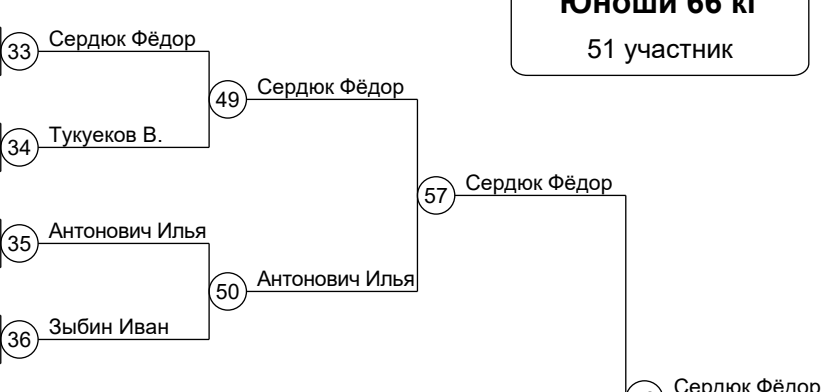 Юноши 66 кг
51 участник
33 Сердюк Фёдор
49 Сердюк Фёдор
34 Тукуеков В.
57 Сердюк Фёдор
35 Антонович Илья
50 Антонович Илья
36 Зыбин Иван
Сердюк Фёдор